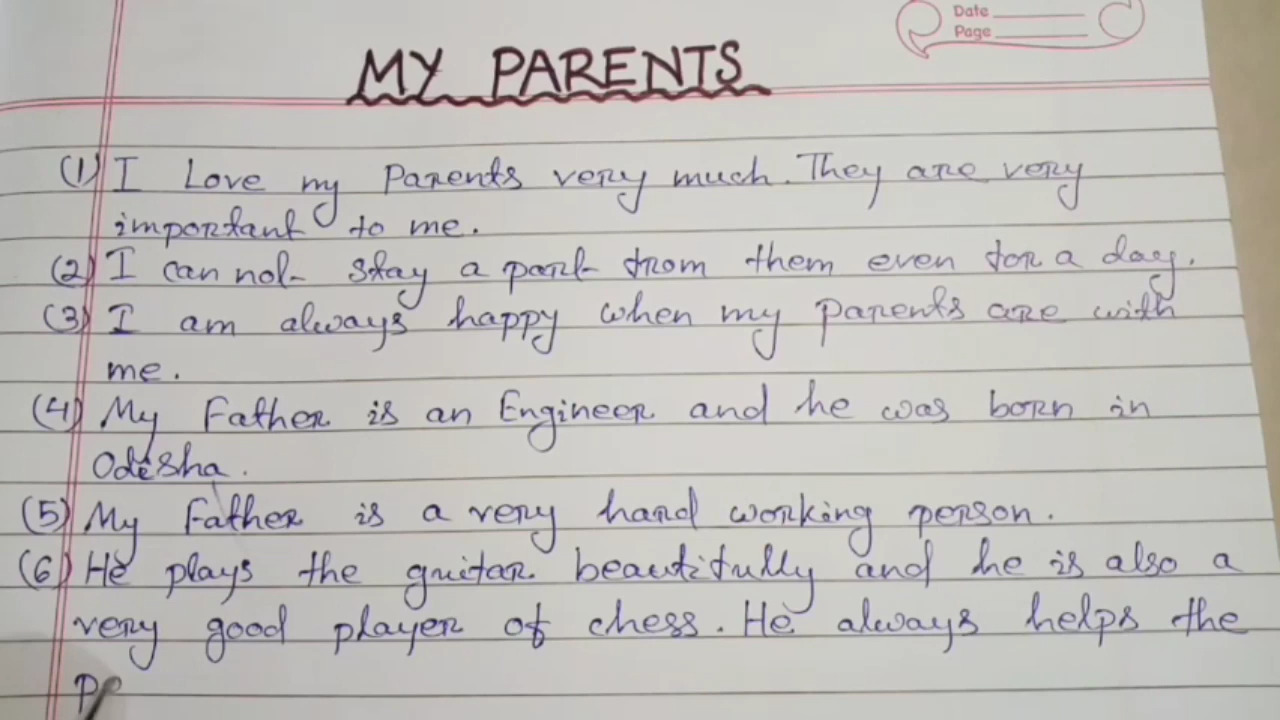 Date
Page
MY PARENTS
(1) I Love my Parents very much. They are very
important to me.
(2) I can not stay a part from them even for a day.
(3) I am always happy when my parents are with
me.
(4) My Father is an Engineer and he was born in
Odisha.
(5) My Father is a very hard working person.
(6) He plays the guitar beautifully and he is also a
very good player of chess. He always helps the